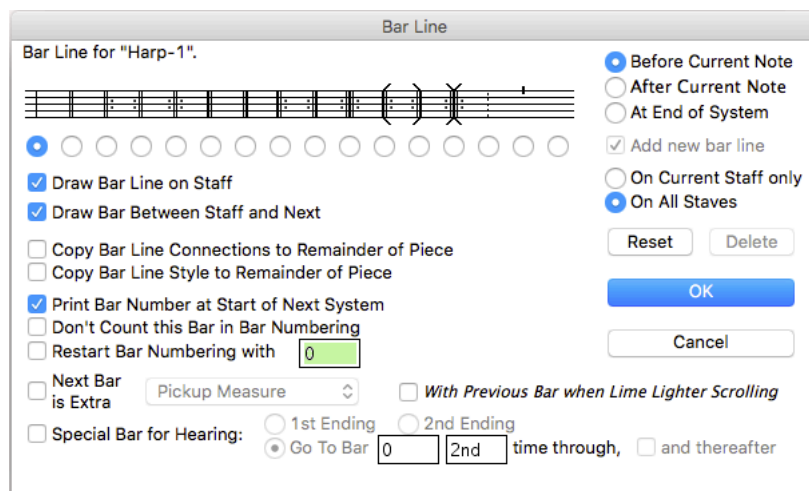 Bar Line
Bar Line for "Harp-1".
Before Current Note
After Current Note
At End of System
Add new bar line
On Current Staff only
On All Staves
Reset Delete
OK
Cancel
Draw Bar Line on Staff
Draw Bar Between Staff and Next
Copy Bar Line Connections to Remainder of Piece
Copy Bar Line Style to Remainder of Piece
Print Bar Number at Start of Next System
Don't Count this Bar in Bar Numbering
Restart Bar Numbering with 0
Next Bar
is Extra
Pickup Measure
With Previous Bar when Lime Lighter Scrolling
Special Bar for Hearing:
1st Ending 2nd Ending
Go To Bar 0 2nd time through, and thereafter